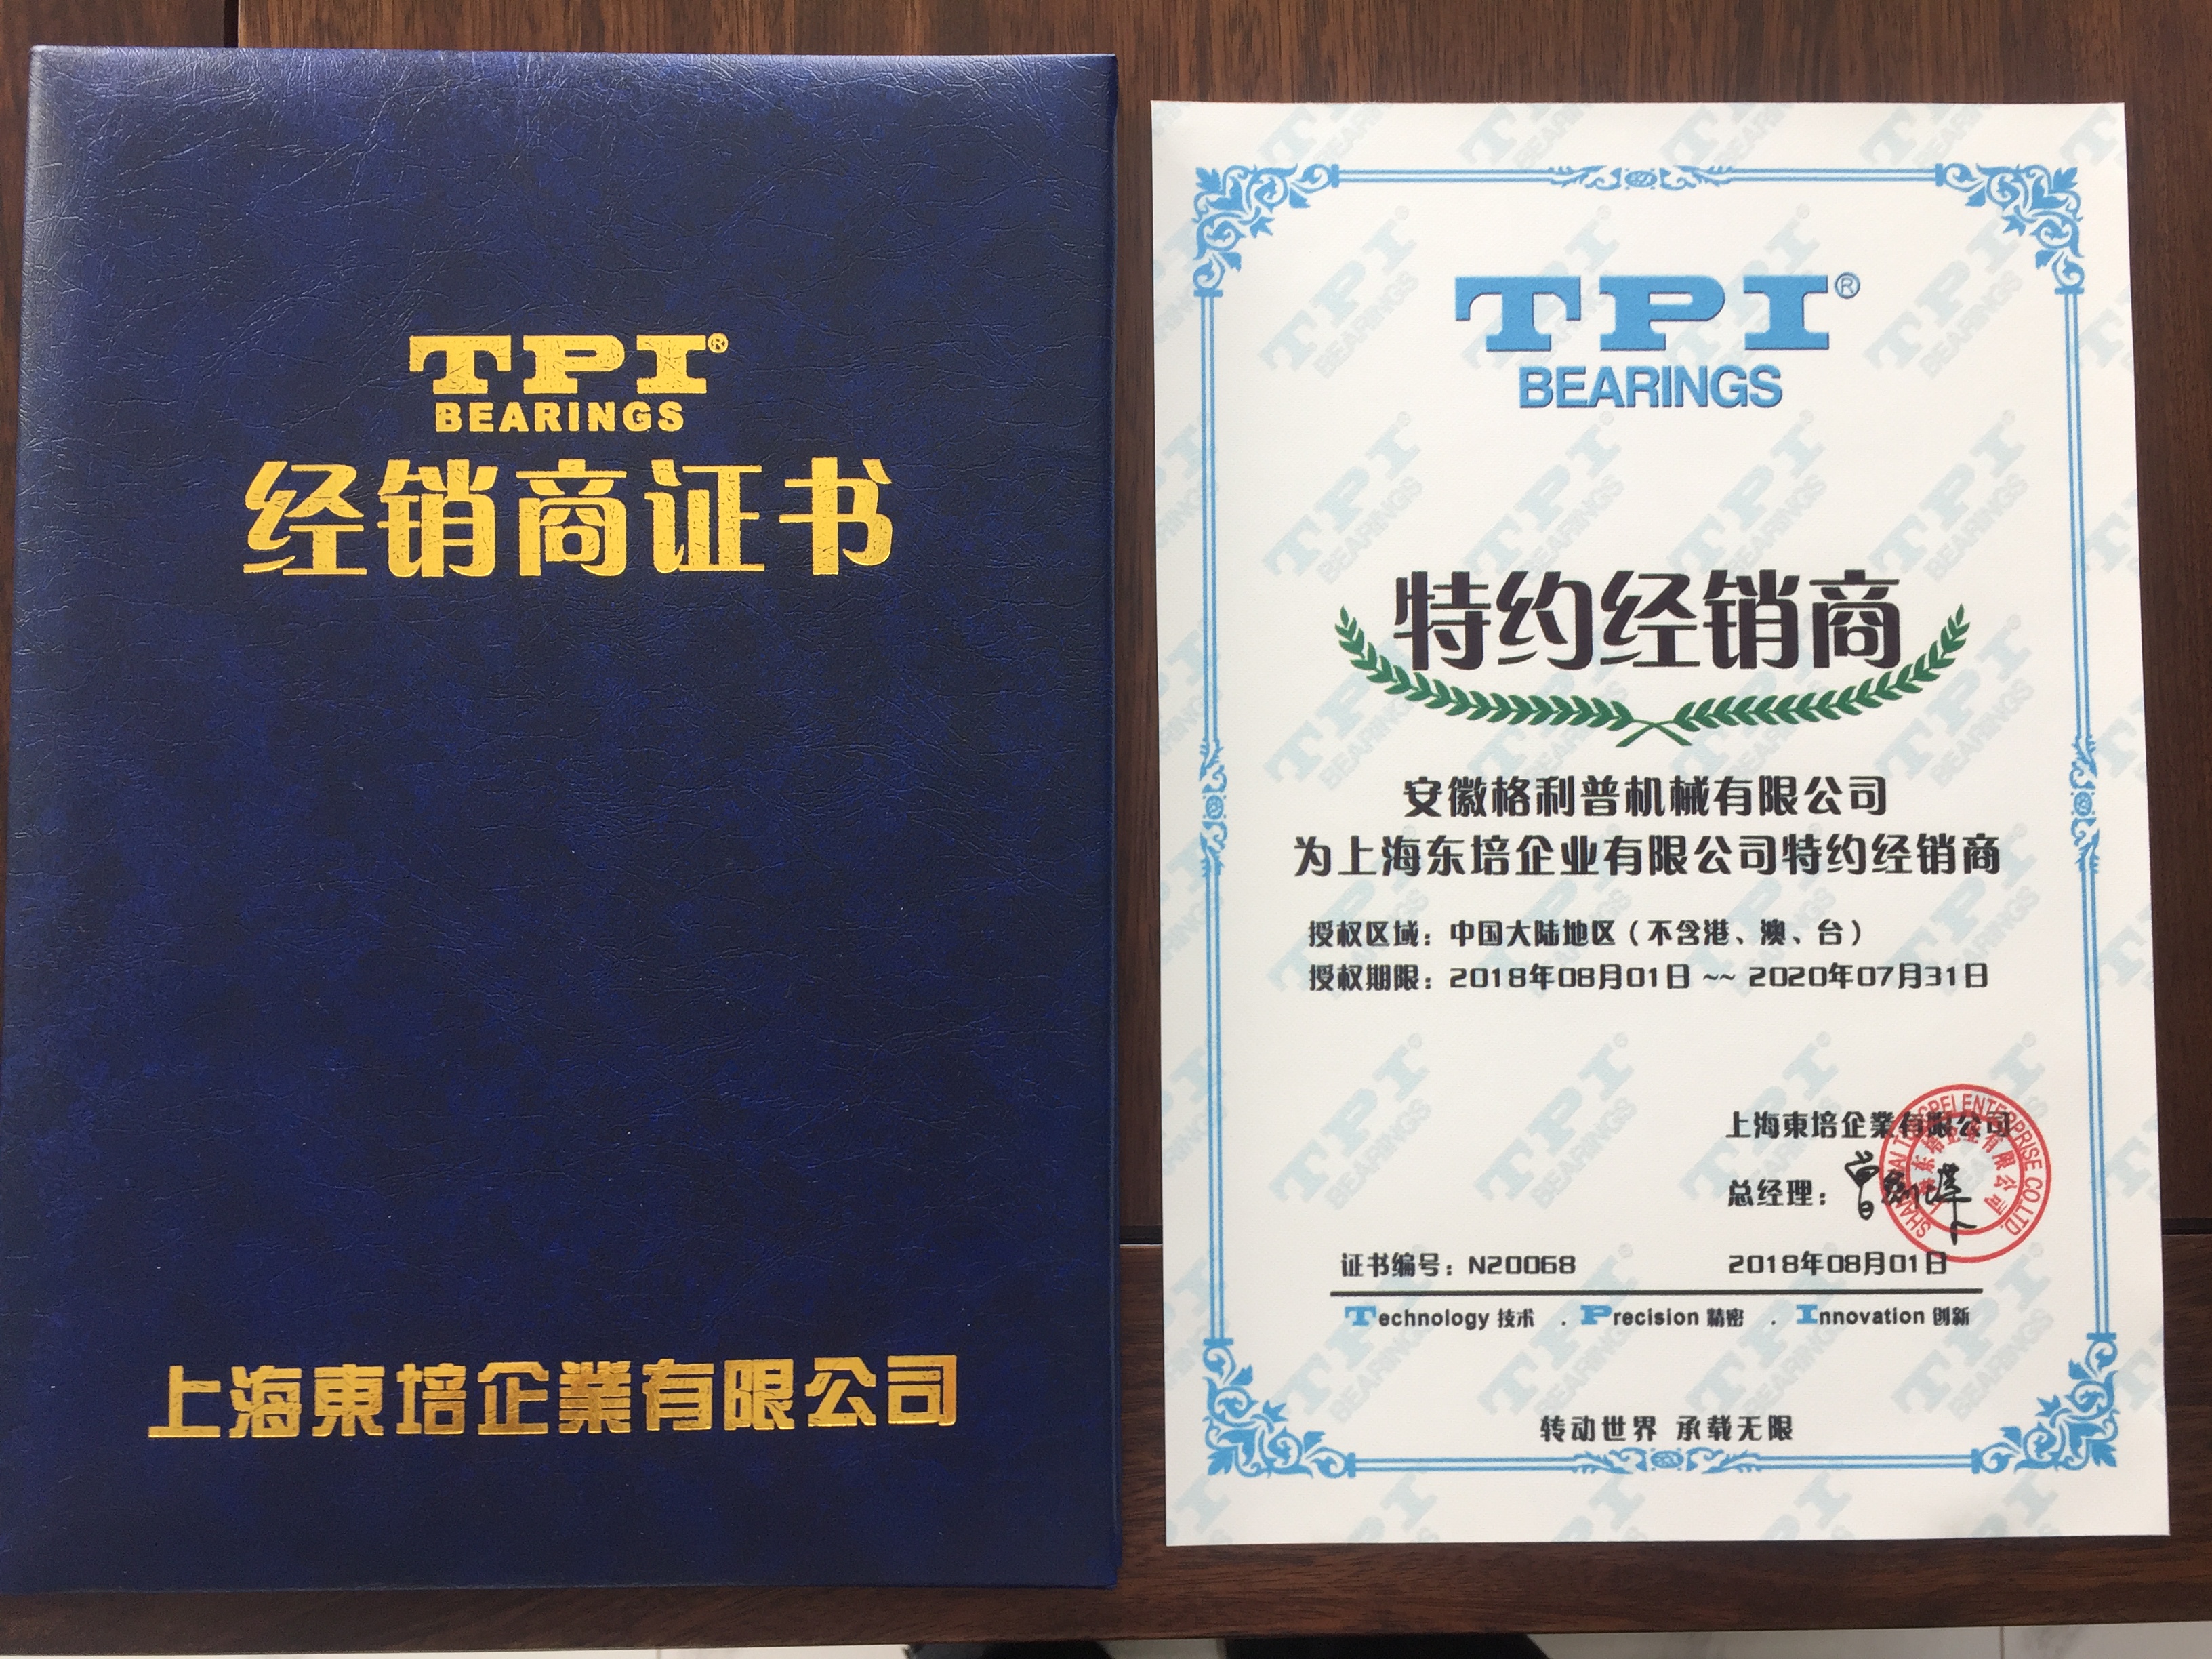 TPI®
BEARINGS
经销商证书
上海東培企業有限公司
TPI®
BEARINGS
特约经销商
安徽格利普机械有限公司
为上海东培企业有限公司特约经销商
授权区域：中国大陆地区（不含港、澳、台）
授权期限：2018年08月01日 ~~ 2020年07月31日
上海東培企業有限公司
总经理：
证书编号：N20068
2018年08月01日
Technology 技术 . Precision 精密 . Innovation 创新
转动世界 承载无限